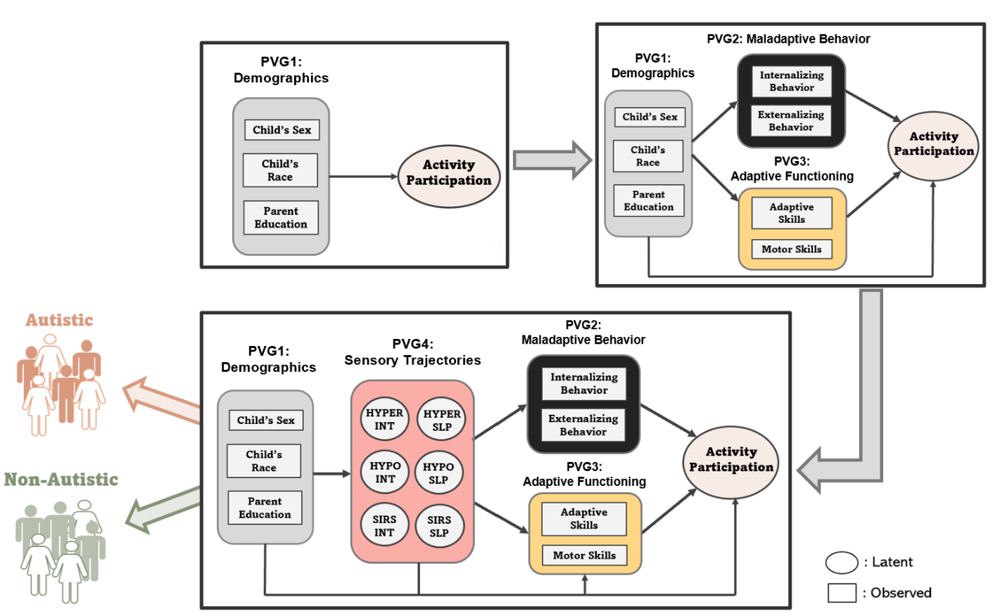 PVG1:
Demographics
Child's Sex
Child's
Race
Parent
Education
Activity
Participation
PVG2: Maladaptive Behavior
PVG1:
Demographics
Internalizing
Behavior
Externalizing
Behavior
Child's Sex
Child's
Race
Parent
Education
PVG3:
Adaptive Functioning
Adaptive
Skills
Motor Skills
Activity
Participation
Autistic
Non-Autistic
PVG1:
Demographics
Child's Sex
Child's
Race
Parent
Education
PVG4:
Sensory Trajectories
HYPER
INT
HYPER
SLP
HYPO
INT
HYPO
SLP
SIRS
INT
SIRS
SLP
PVG2:
Maladaptive Behavior
Internalizing
Behavior
Externalizing
Behavior
PVG3:
Adaptive Functioning
Adaptive
Skills
Motor Skills
Activity
Participation
: Latent
: Observed